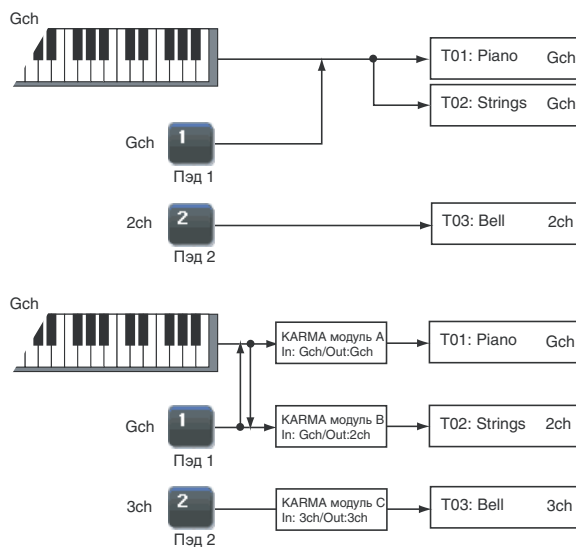 Gch
T01: Piano Gch
T02: Strings Gch
Gch 1
Пэд 1
2ch 2 T03: Bell 2ch
Пэд 2
Gch
KARMA модуль A
In: Gch/Out:Gch
T01: Piano Gch
Gch 1
KARMA модуль B
In: Gch/Out:2ch
T02: Strings 2ch
Пэд 1
3ch 2
KARMA модуль C
In: 3ch/Out:3ch
T03: Bell 3ch
Пэд 2